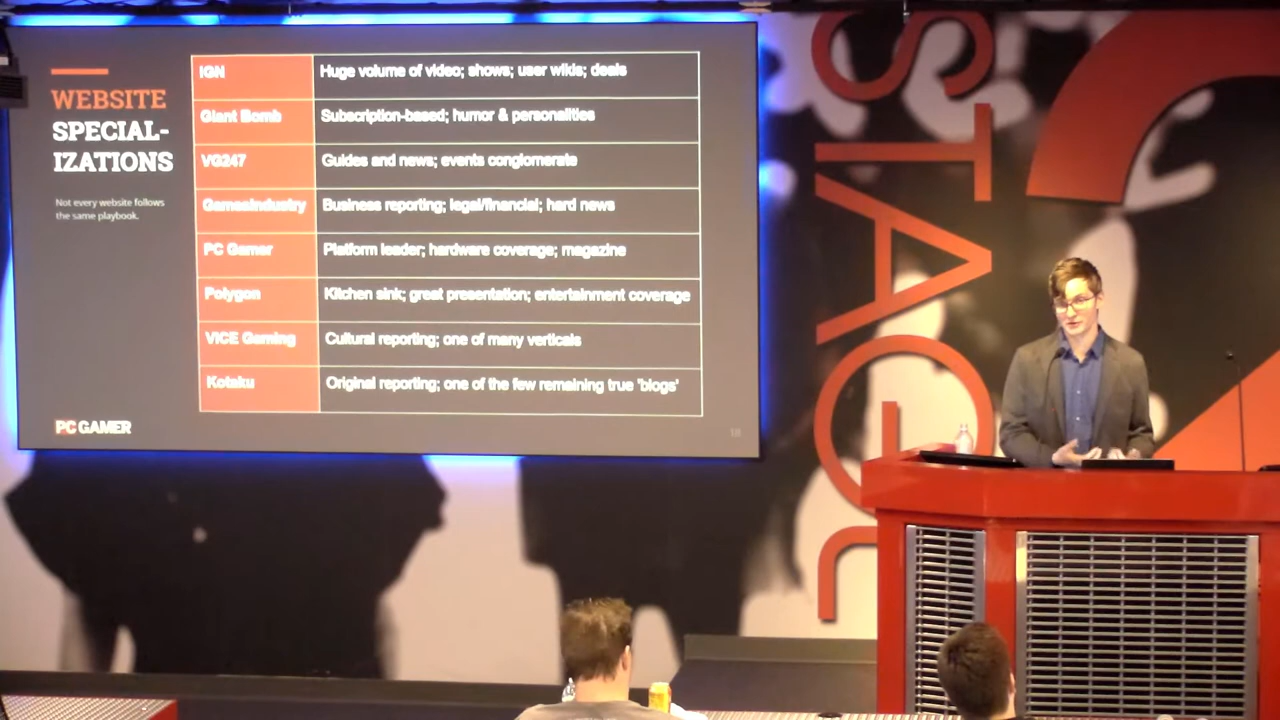 WEBSITE
SPECIAL-
IZATIONS
Not every website follows
the same playbook.
IGN Huge volume of video; shows; user wikis; deals
Giant Bomb Subscription-based; humor & personalities
VG247 Guides and news; events conglomerate
GamesIndustry Business reporting; legal/financial; hard news
PC Gamer Platform leader; hardware coverage; magazine
Polygon Kitchen sink; great presentation; entertainment coverage
VICE Gaming Cultural reporting; one of many verticals
Kotaku Original reporting; one of the few remaining true 'blogs'
PC GAMER